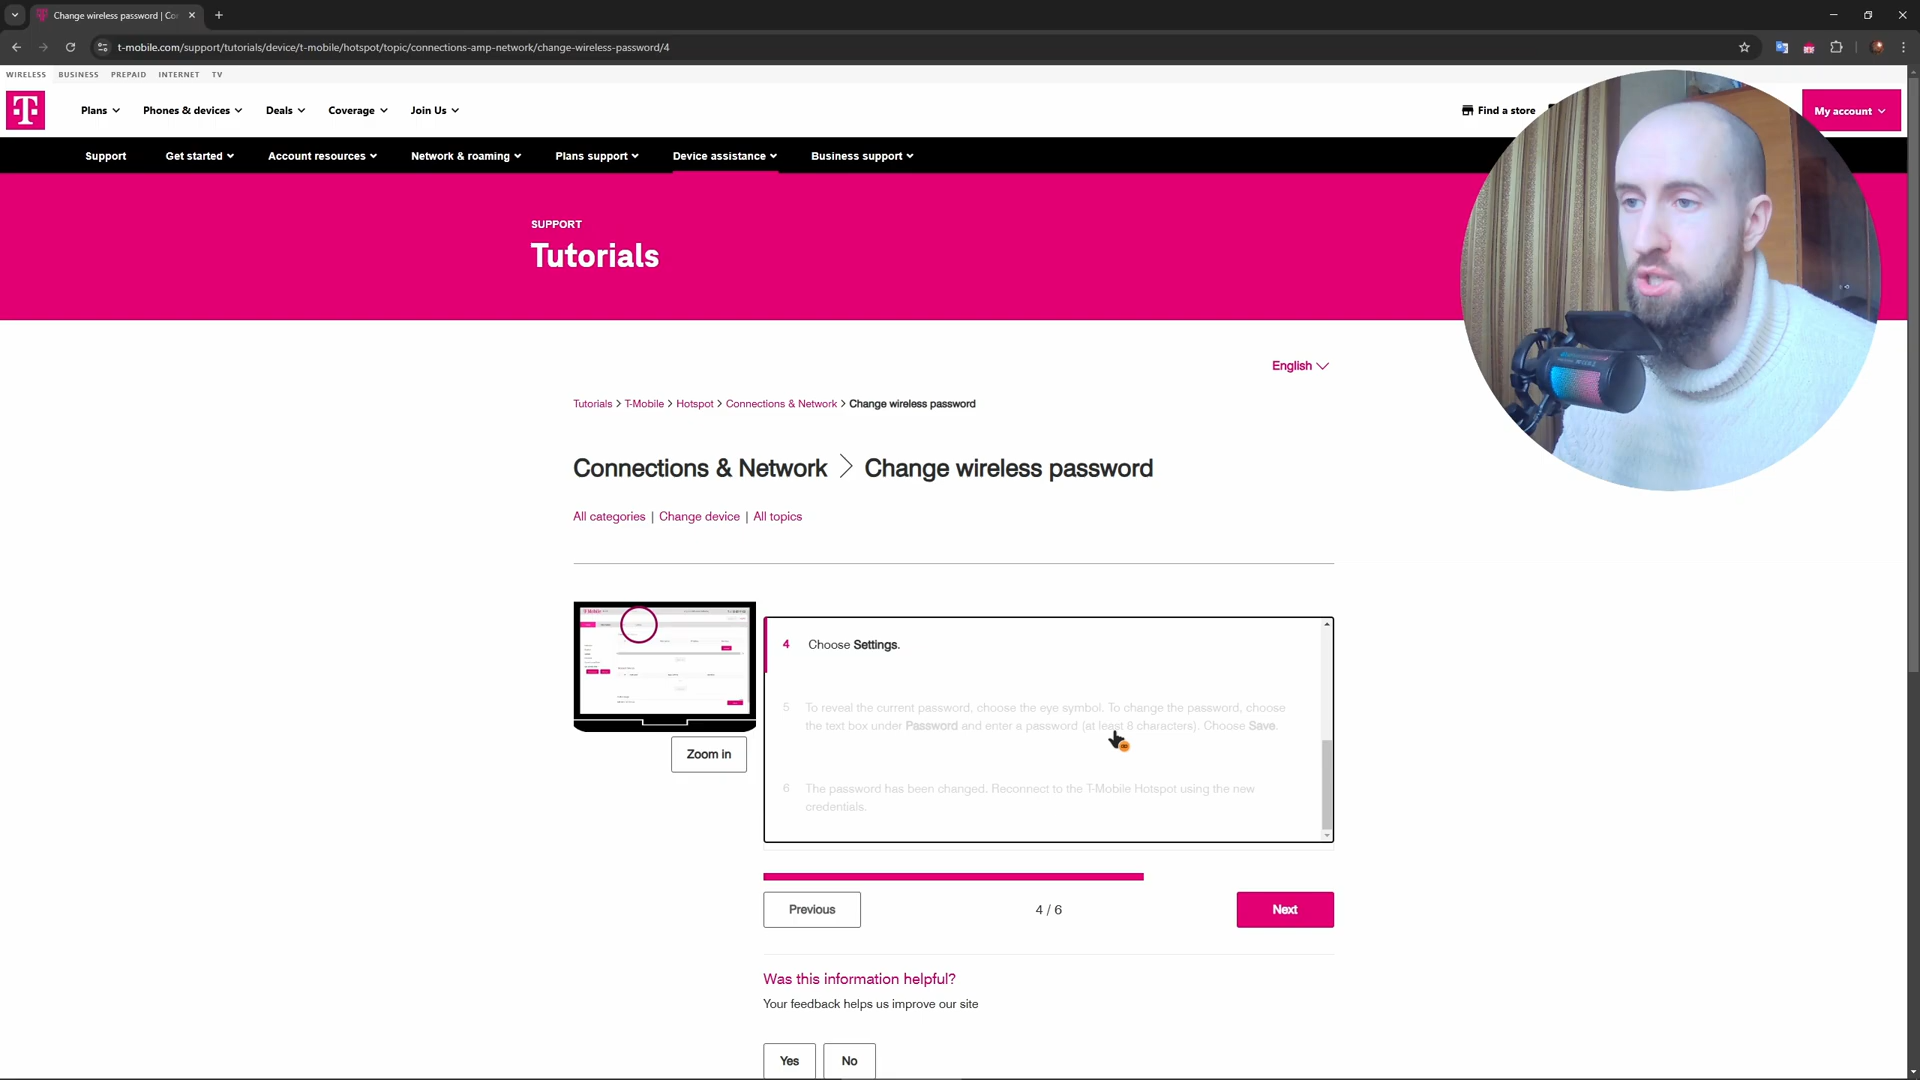 Change wireless password | Co
t-mobile.com/support/tutorials/device/t-mobile/hotspot/topic/connections-amp-network/change-wireless-password/4
WIRELESS BUSINESS PREPAID INTERNET TV
T
Plans Phones & devices Deals Coverage Join Us Find a store My account
Support Get started Account resources Network & roaming Plans support Device assistance Business support
SUPPORT
Tutorials
English
Tutorials > T-Mobile > Hotspot > Connections & Network > Change wireless password
Connections & Network > Change wireless password
All categories | Change device | All topics
4 Choose Settings.
5 To reveal the current password, choose the eye symbol. To change the password, choose
the text box under Password and enter a password (at least 8 characters). Choose Save.
Zoom in
6 The password has been changed. Reconnect to the T-Mobile Hotspot using the new
credentials.
Previous 4 / 6 Next
Was this information helpful?
Your feedback helps us improve our site
Yes No